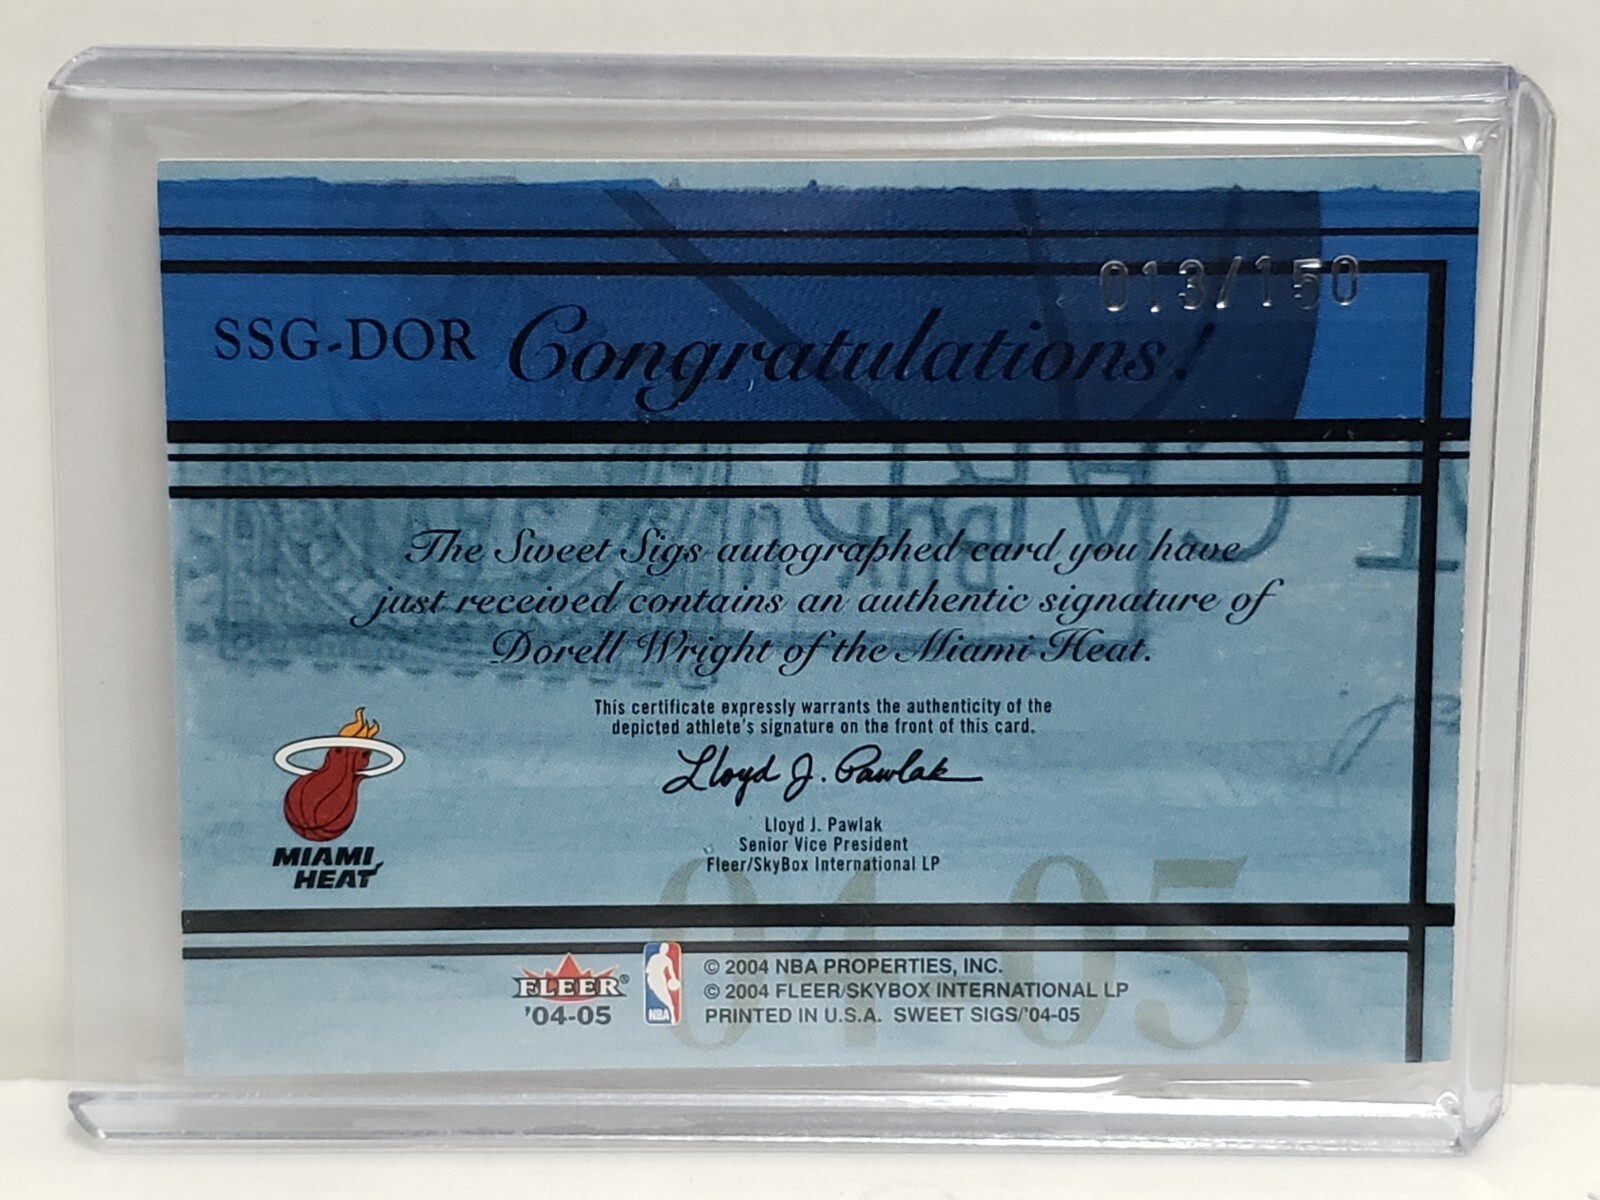 013/150
SSG-DOR Congratulations!
The Sweet Sigs autographed card you have
just received contains an authentic signature of
Dorell Wright of the Miami Heat.
This certificate expressly warrants the authenticity of the
depicted athlete's signature on the front of this card.
Lloyd J. Pawlak
Lloyd J. Pawlak
Senior Vice President
Fleer/SkyBox International LP
MIAMI
HEAT
04-05
FLEER®
'04-05
NBA
© 2004 NBA PROPERTIES, INC.
© 2004 FLEER/SKYBOX INTERNATIONAL LP
PRINTED IN U.S.A. SWEET SIGS/'04-05